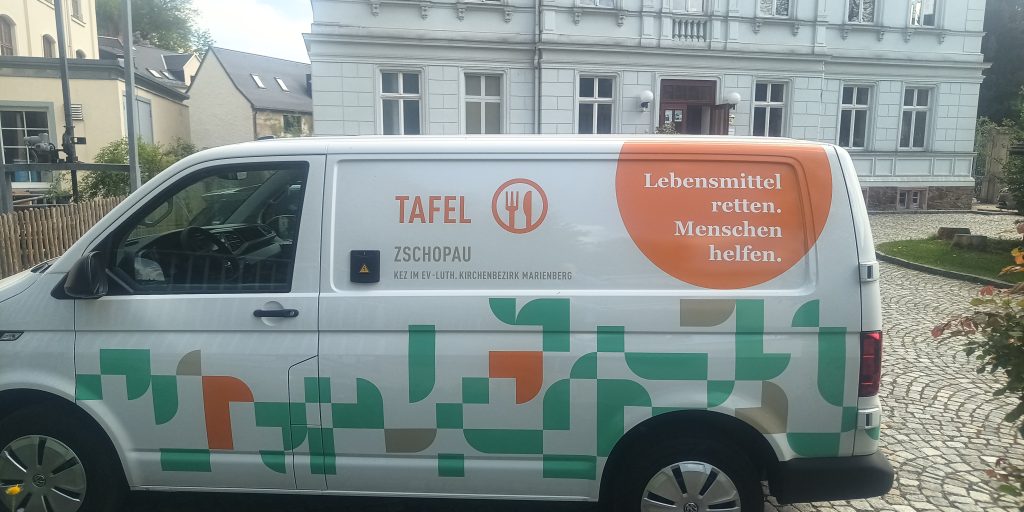 TAFEL
ZSCHOPAU
KEZ IM EV-LUTH. KIRCHENBEZIRK MARIENBERG
Lebensmittel
retten.
Menschen
helfen.